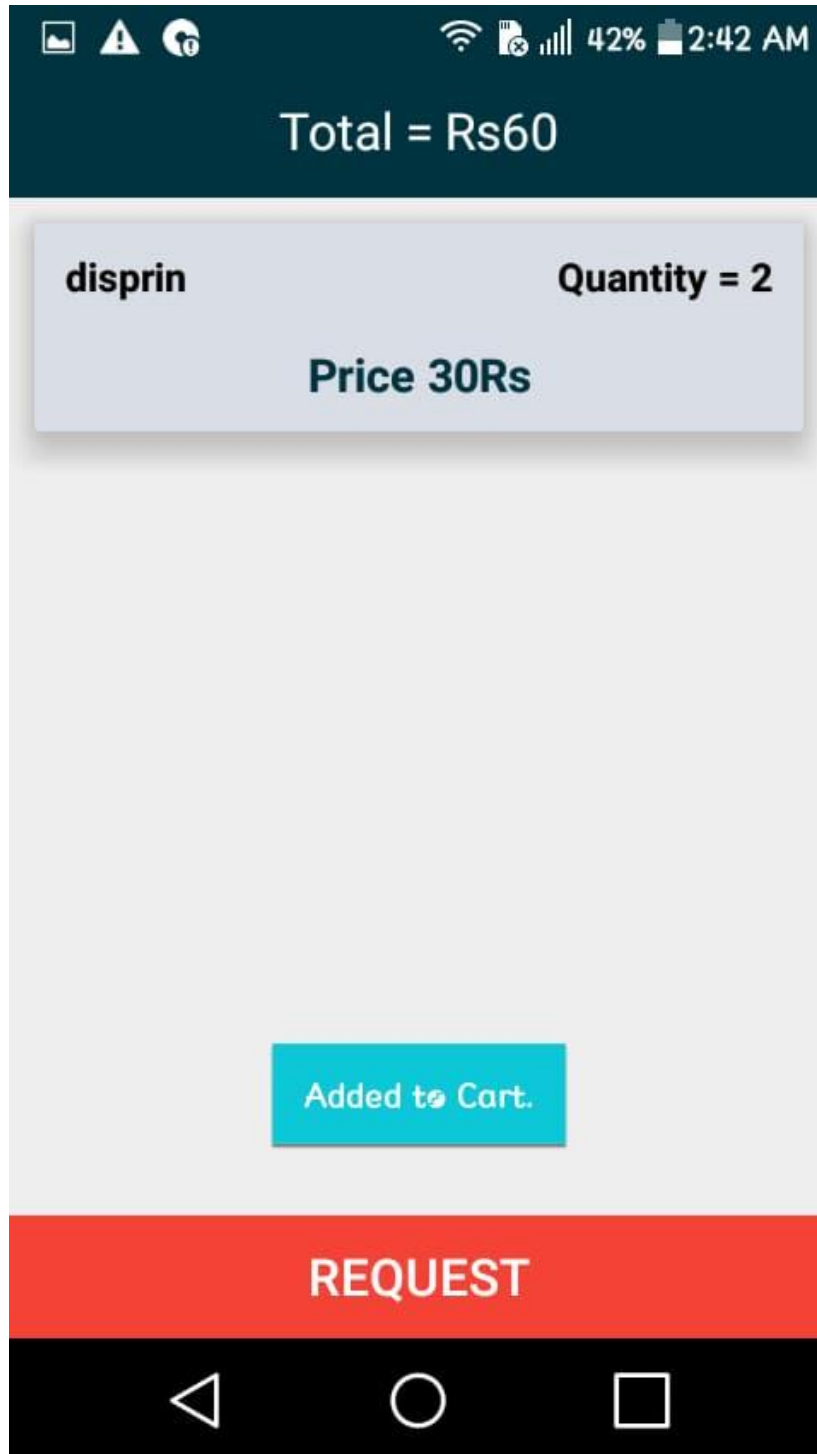 42% 2:42 AM
Total = Rs60
disprin Quantity = 2
Price 30Rs
Added to Cart.
REQUEST